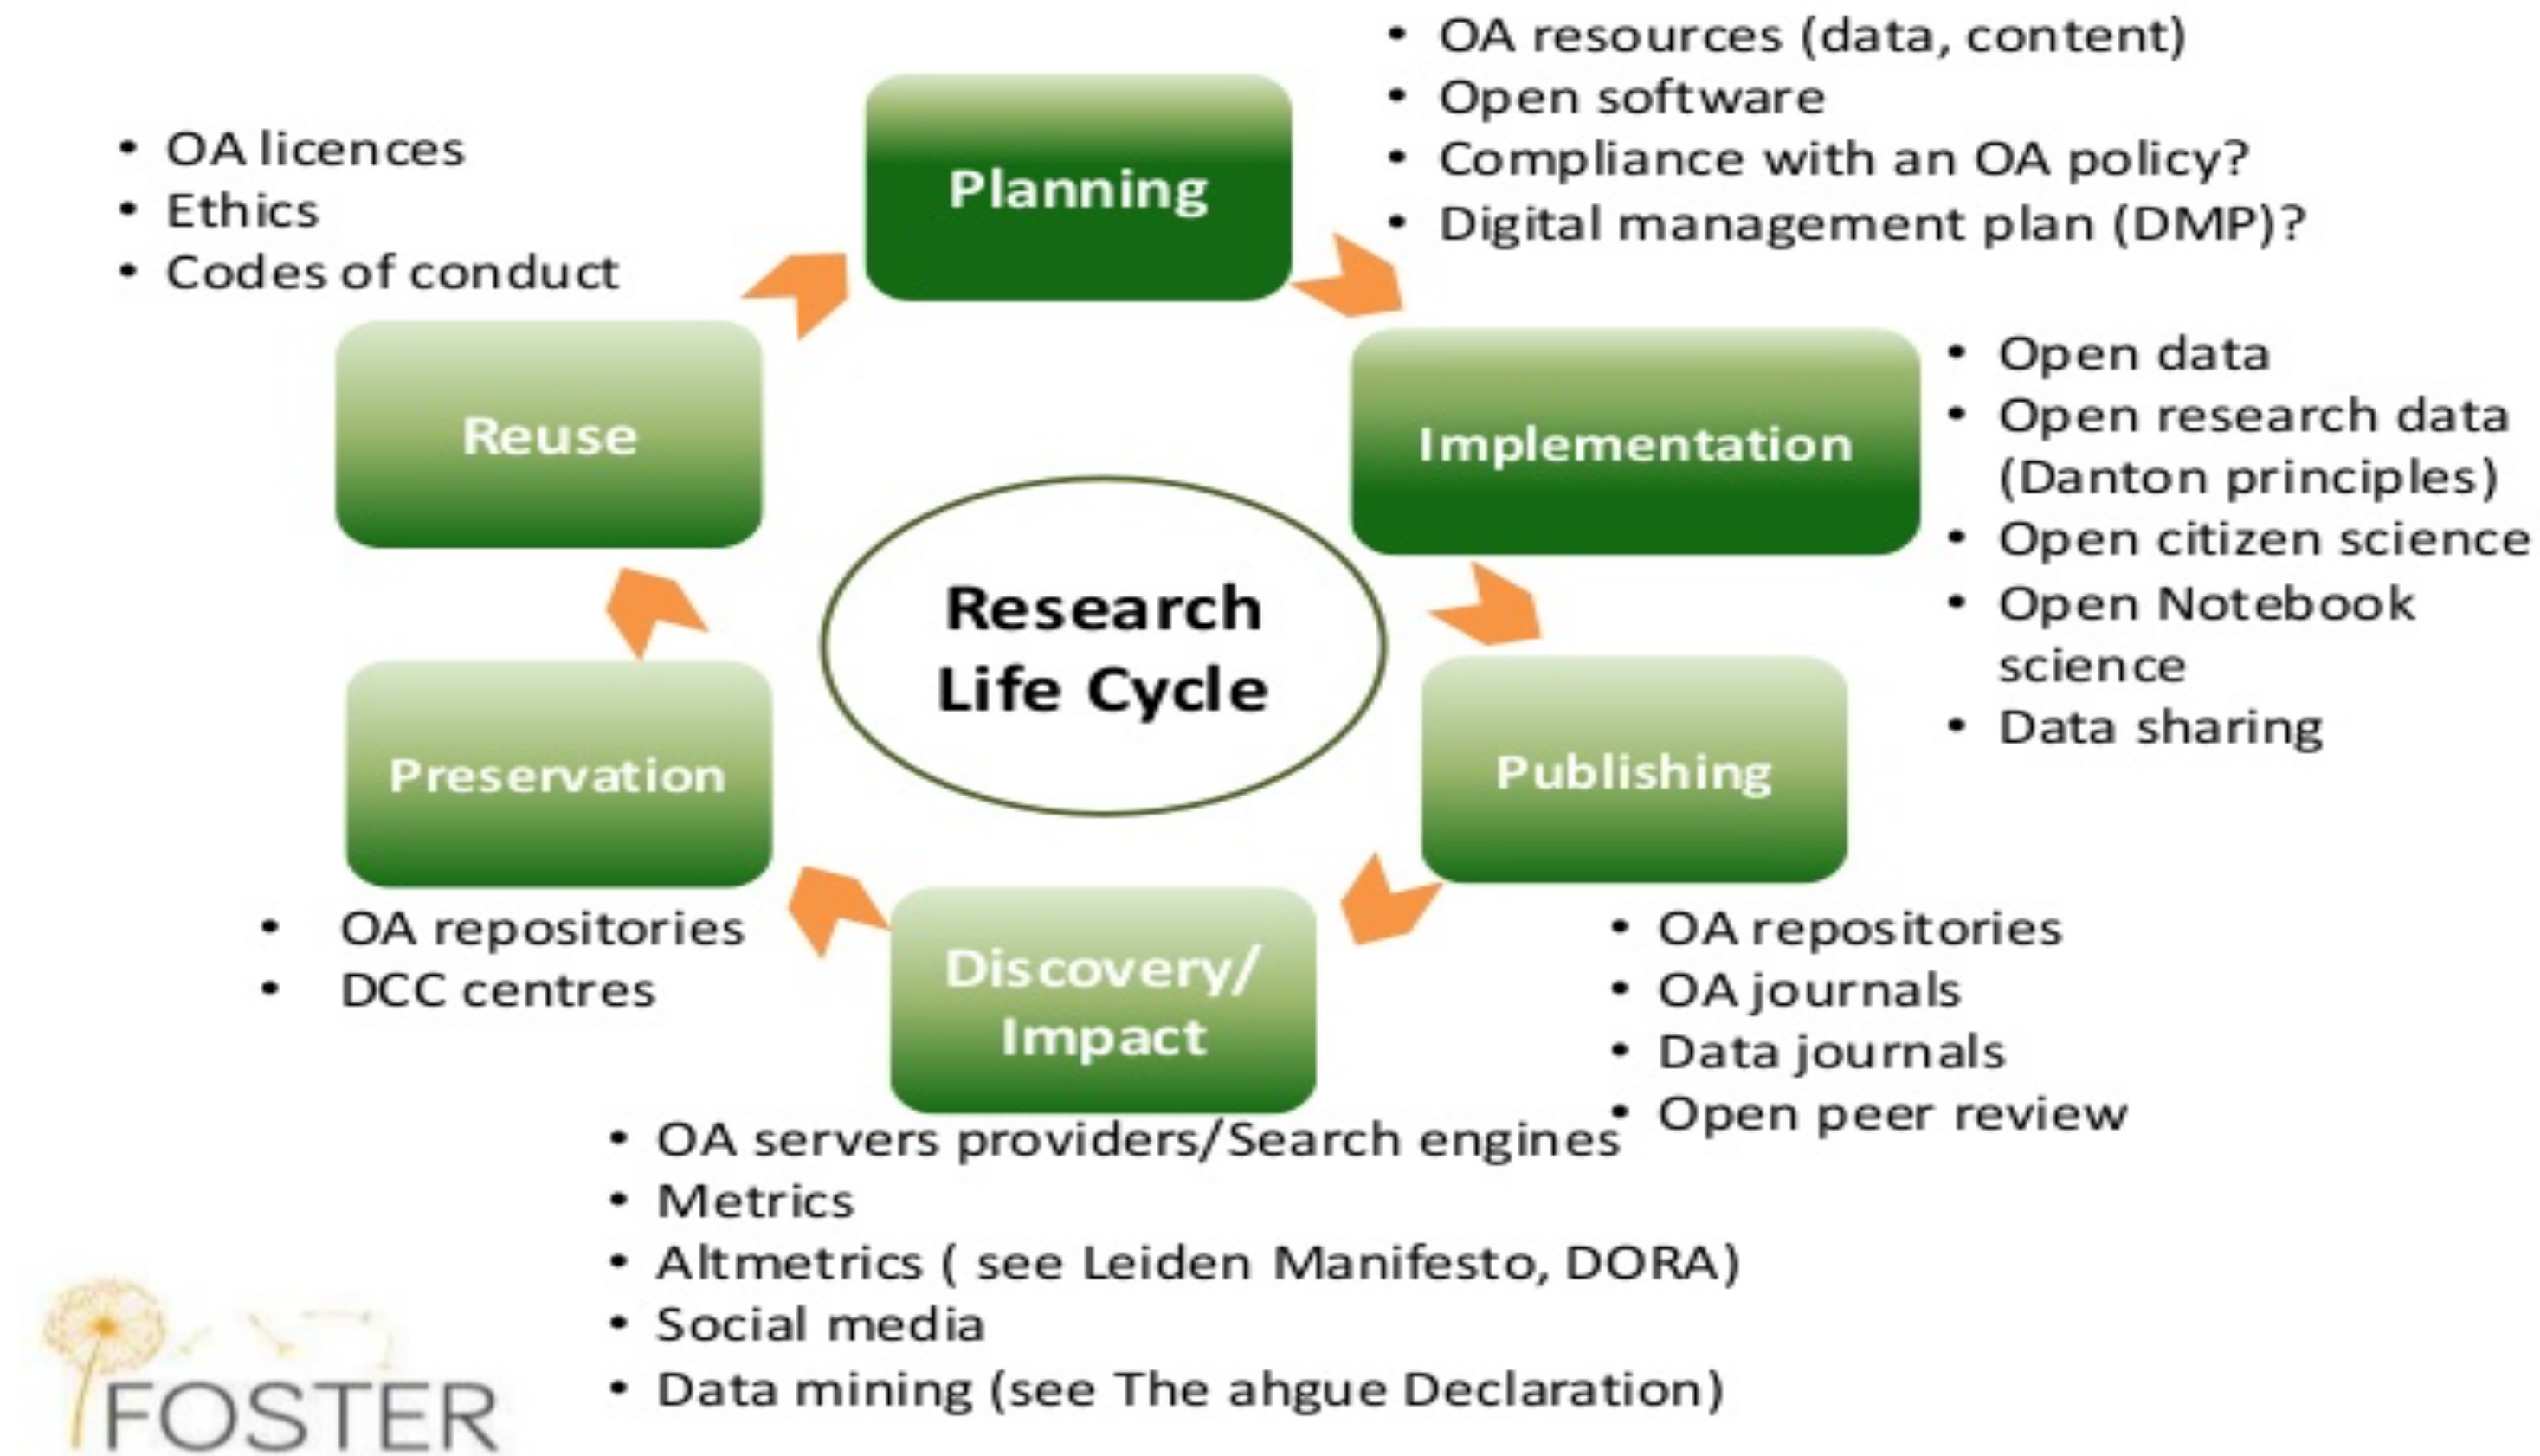 Planning
• OA resources (data, content)
• Open software
• Compliance with an OA policy?
• Digital management plan (DMP)?
Implementation
• Open data
• Open research data
(Danton principles)
• Open citizen science
• Open Notebook
science
• Data sharing
Publishing
• OA repositories
• OA journals
• Data journals
• Open peer review
Discovery/
Impact
• OA servers providers/Search engines
• Metrics
• Altmetrics ( see Leiden Manifesto, DORA)
• Social media
• Data mining (see The ahgue Declaration)
Preservation
• OA repositories
• DCC centres
Reuse
• OA licences
• Ethics
• Codes of conduct
Research
Life Cycle
FOSTER